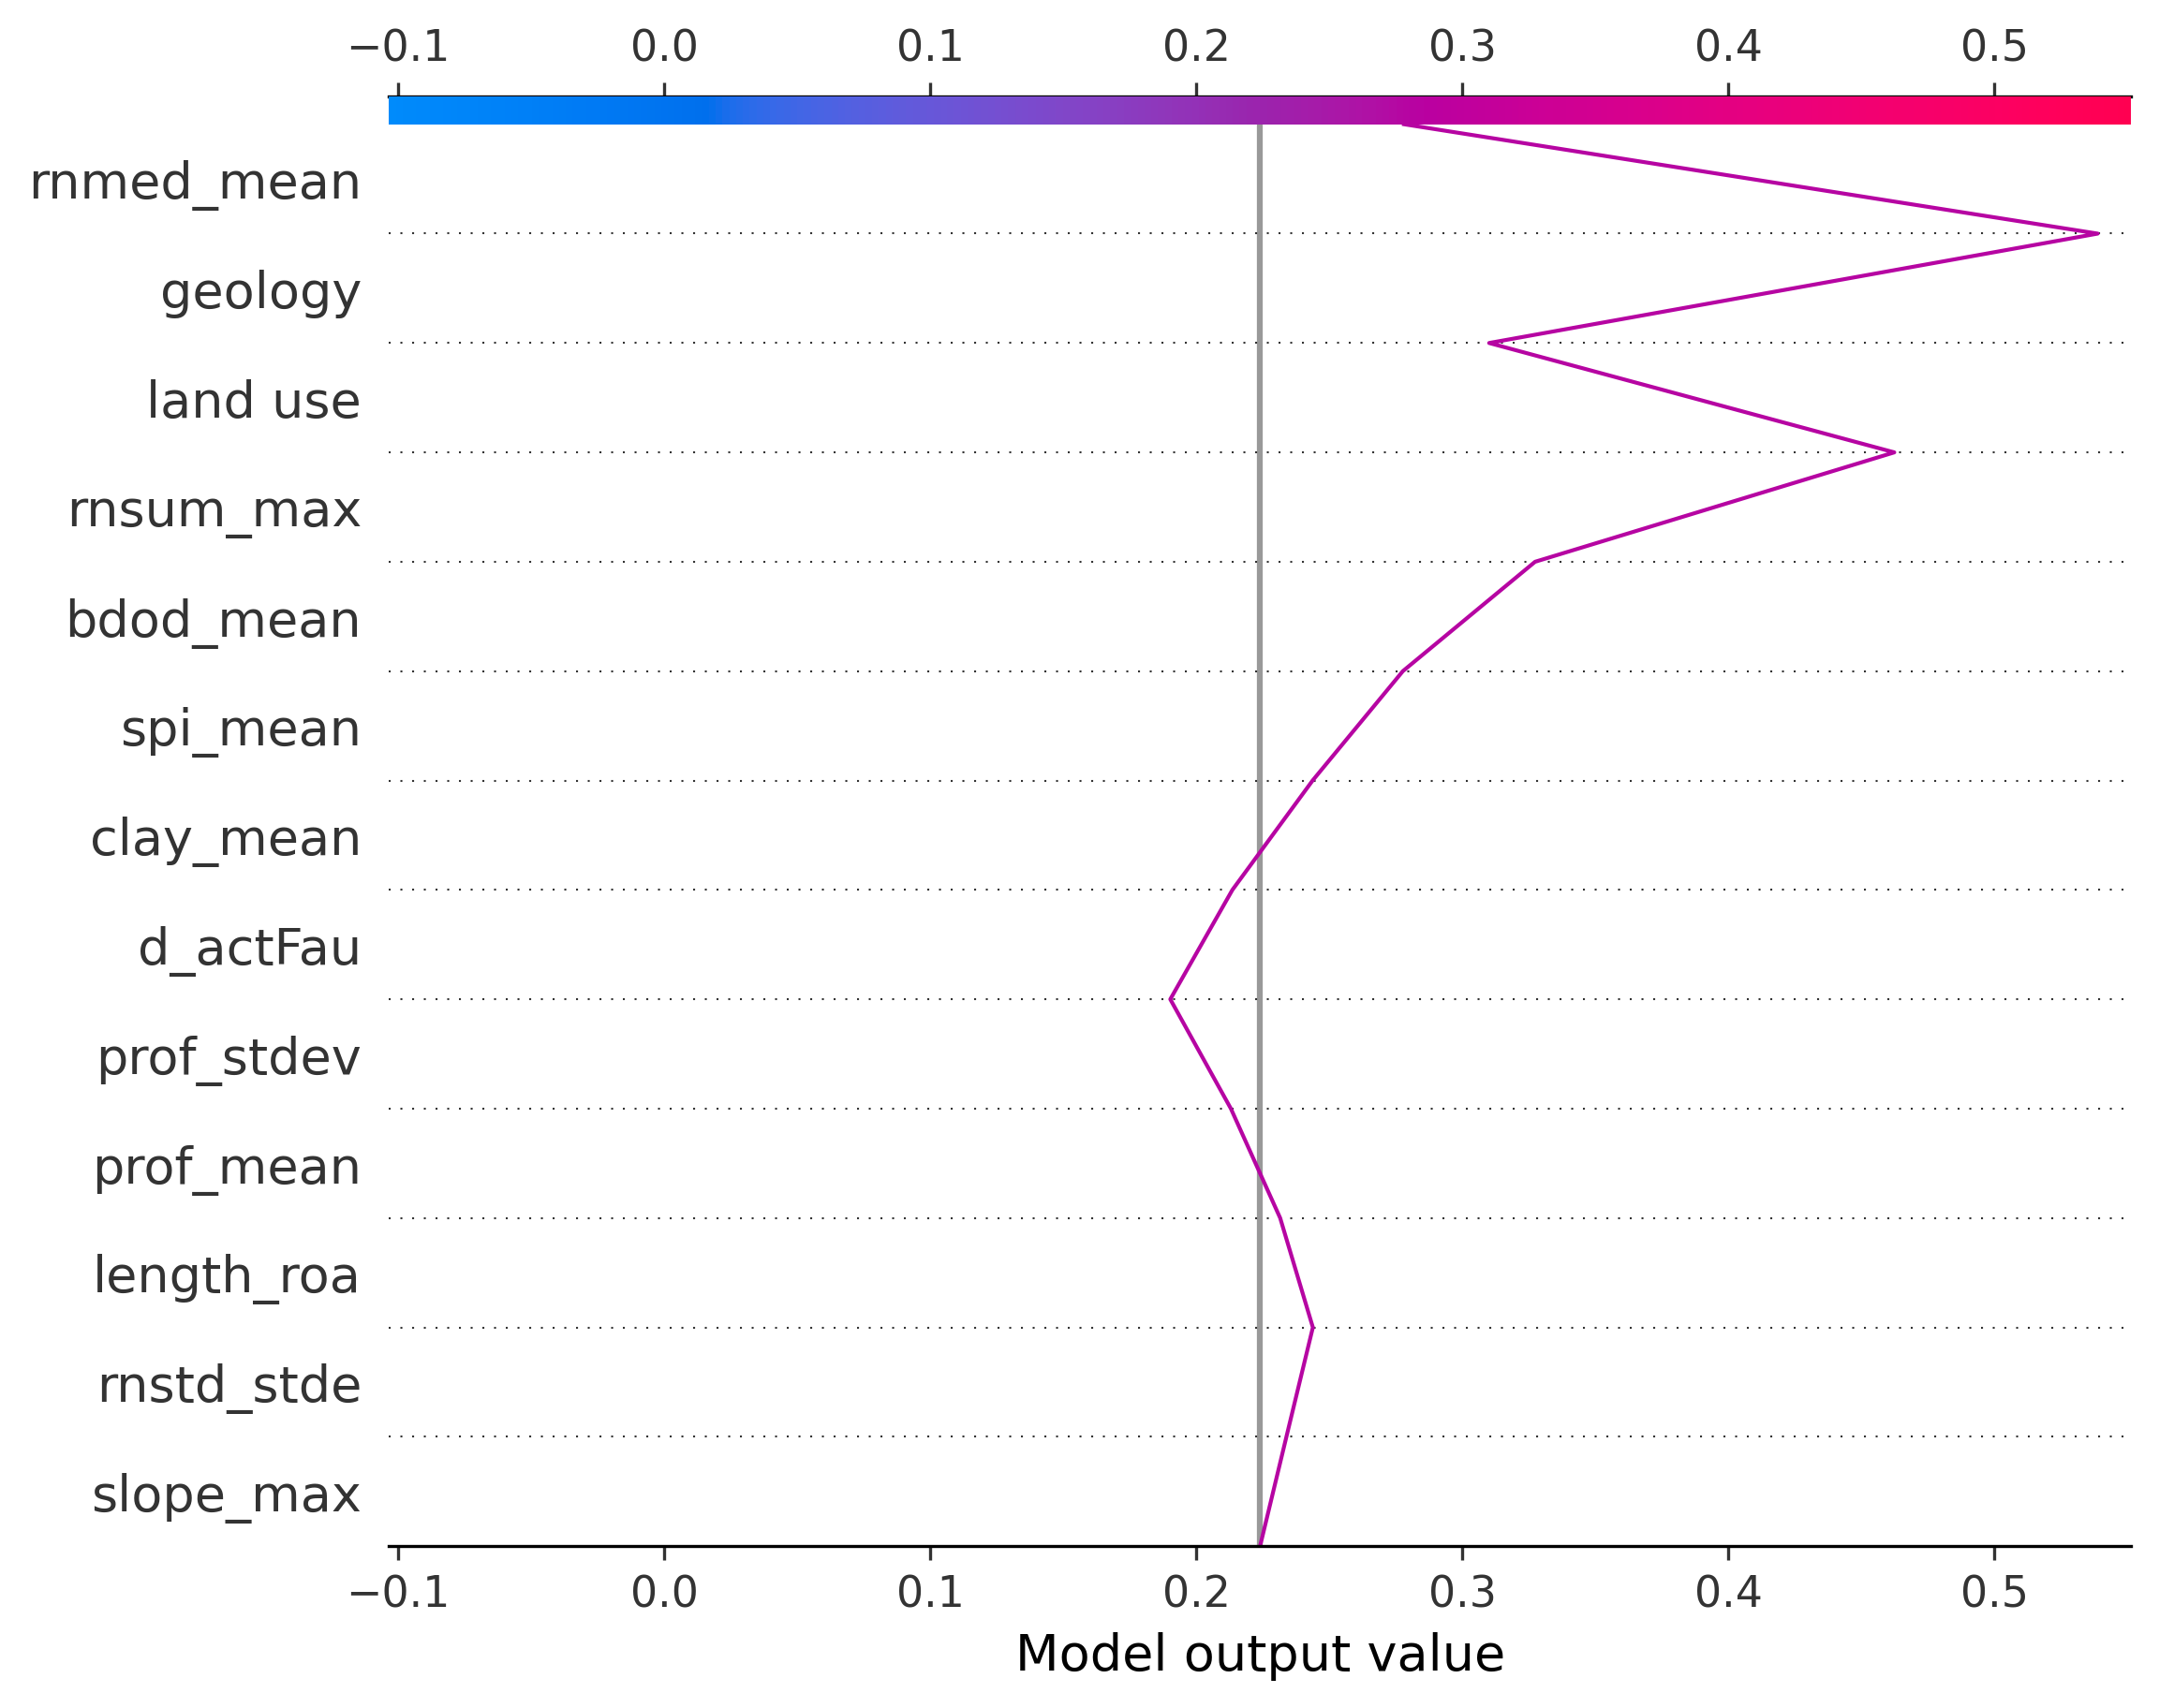 −0.1 0.0 0.1 0.2 0.3 0.4 0.5
rnmed_mean
geology
land use
rnsum_max
bdod_mean
spi_mean
clay_mean
d_actFau
prof_stdev
prof_mean
length_roa
rnstd_stde
slope_max
−0.1 0.0 0.1 0.2 0.3 0.4 0.5
Model output value